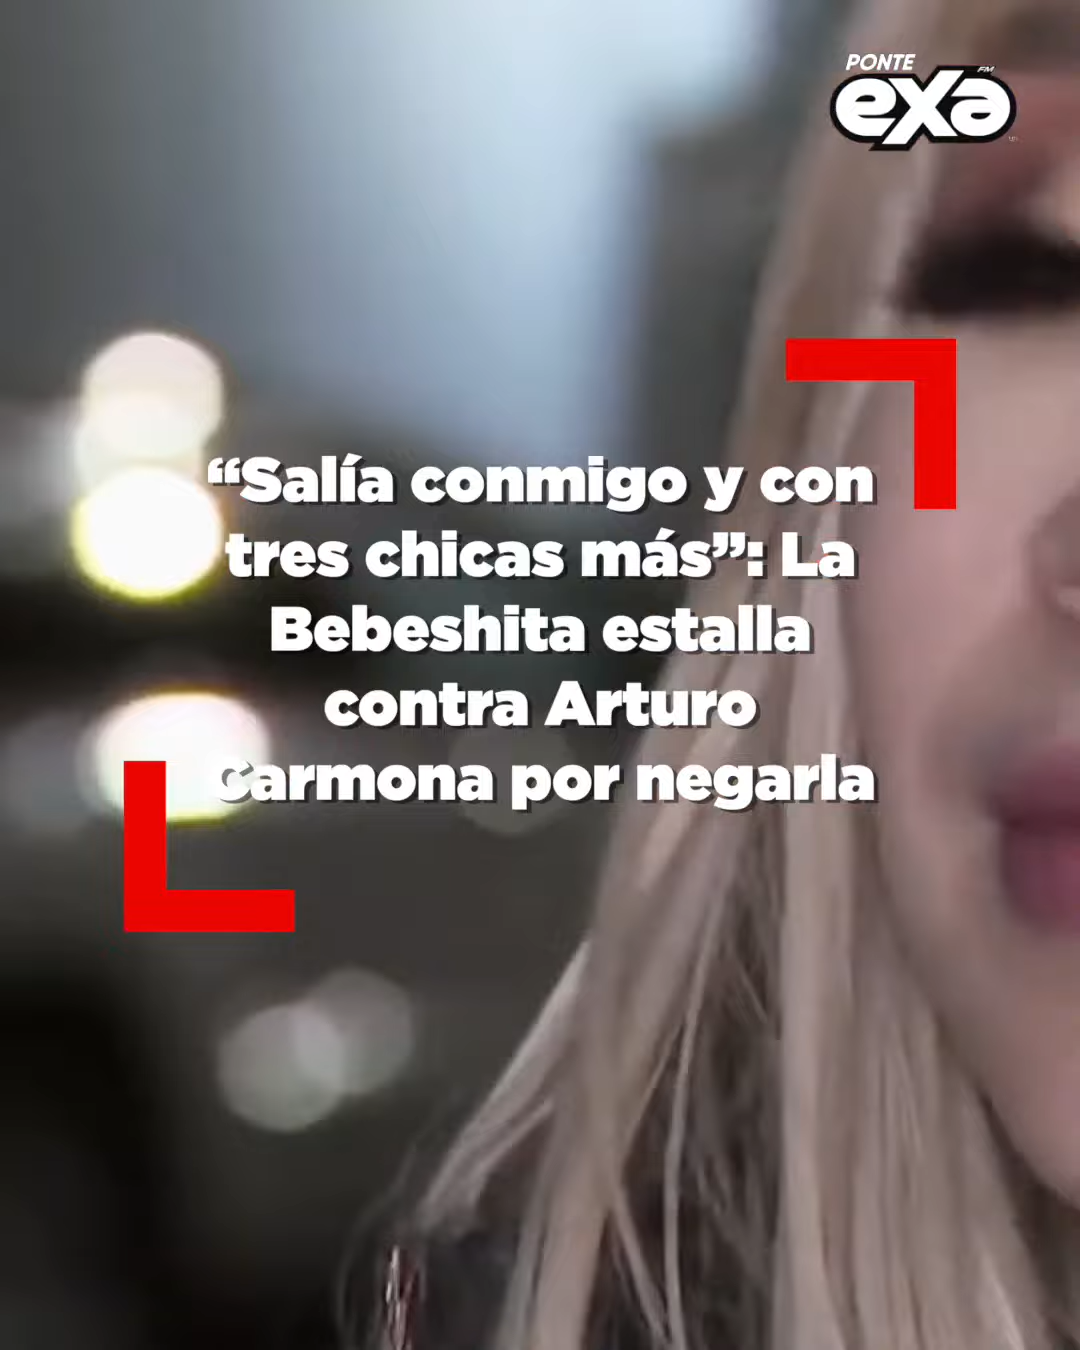 PONTE
exa FM
“Salía conmigo y con
tres chicas más”: La
Bebeshita estalla
contra Arturo
Carmona por negarla